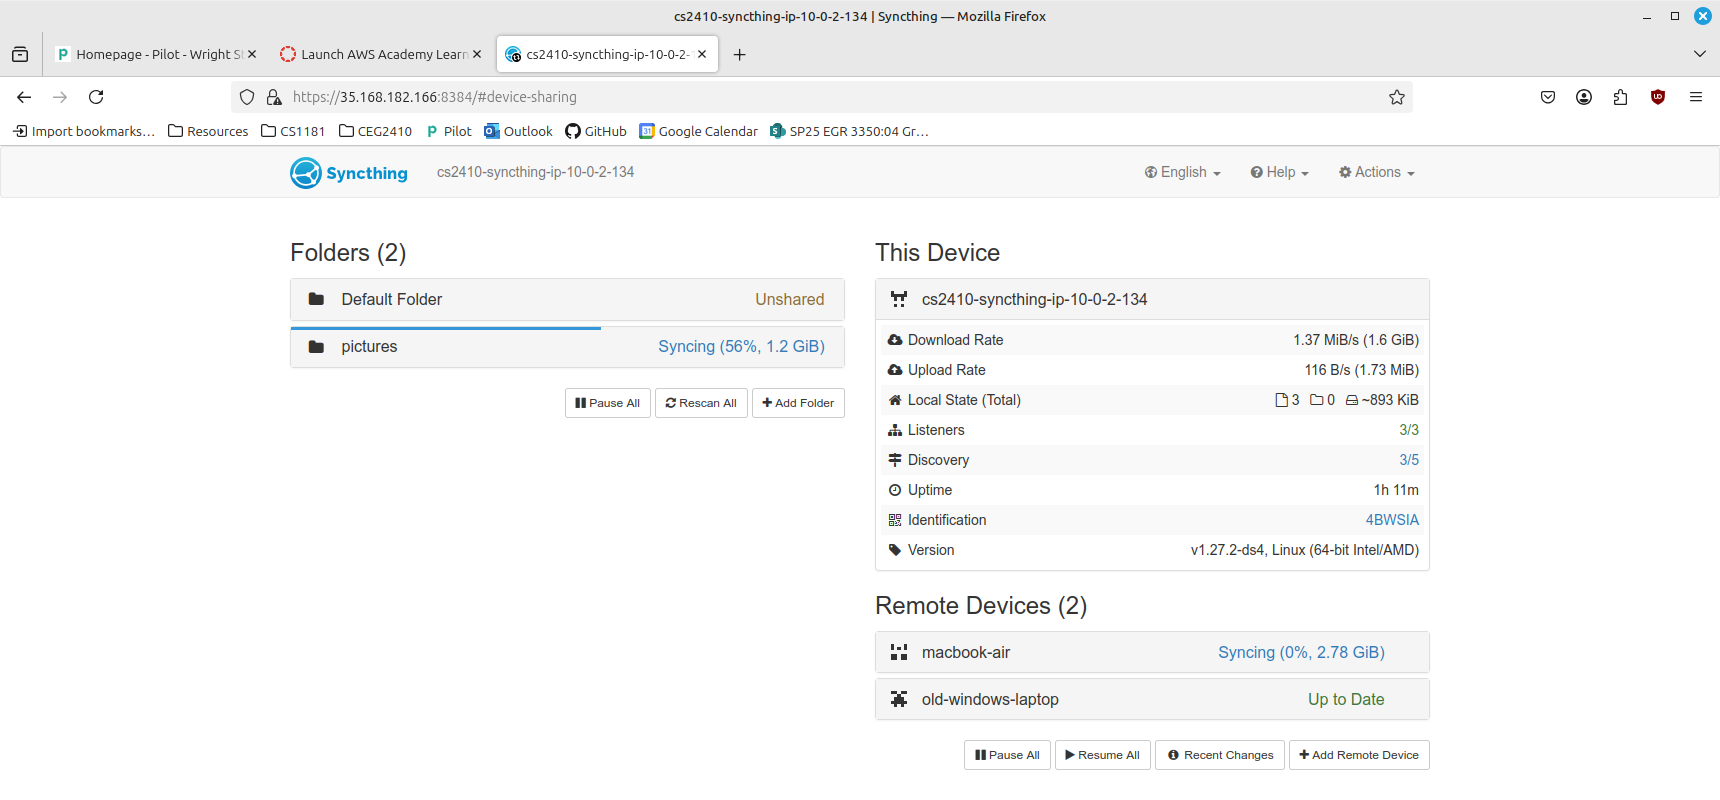 cs2410-syncthing-ip-10-0-2-134 | Syncthing — Mozilla Firefox
Homepage - Pilot - Wright St
Launch AWS Academy Learn
cs2410-syncthing-ip-10-0-2-
https://35.168.182.166:8384/#device-sharing
Import bookmarks… Resources CS1181 CEG2410 Pilot Outlook GitHub Google Calendar SP25 EGR 3350:04 Gr…
Syncthing cs2410-syncthing-ip-10-0-2-134 English Help Actions
Folders (2)
Default Folder Unshared
pictures Syncing (56%, 1.2 GiB)
Pause All Rescan All Add Folder
This Device
cs2410-syncthing-ip-10-0-2-134
Download Rate 1.37 MiB/s (1.6 GiB)
Upload Rate 116 B/s (1.73 MiB)
Local State (Total) 3 0 ~893 KiB
Listeners 3/3
Discovery 3/5
Uptime 1h 11m
Identification 4BWSIA
Version v1.27.2-ds4, Linux (64-bit Intel/AMD)
Remote Devices (2)
macbook-air Syncing (0%, 2.78 GiB)
old-windows-laptop Up to Date
Pause All Resume All Recent Changes Add Remote Device